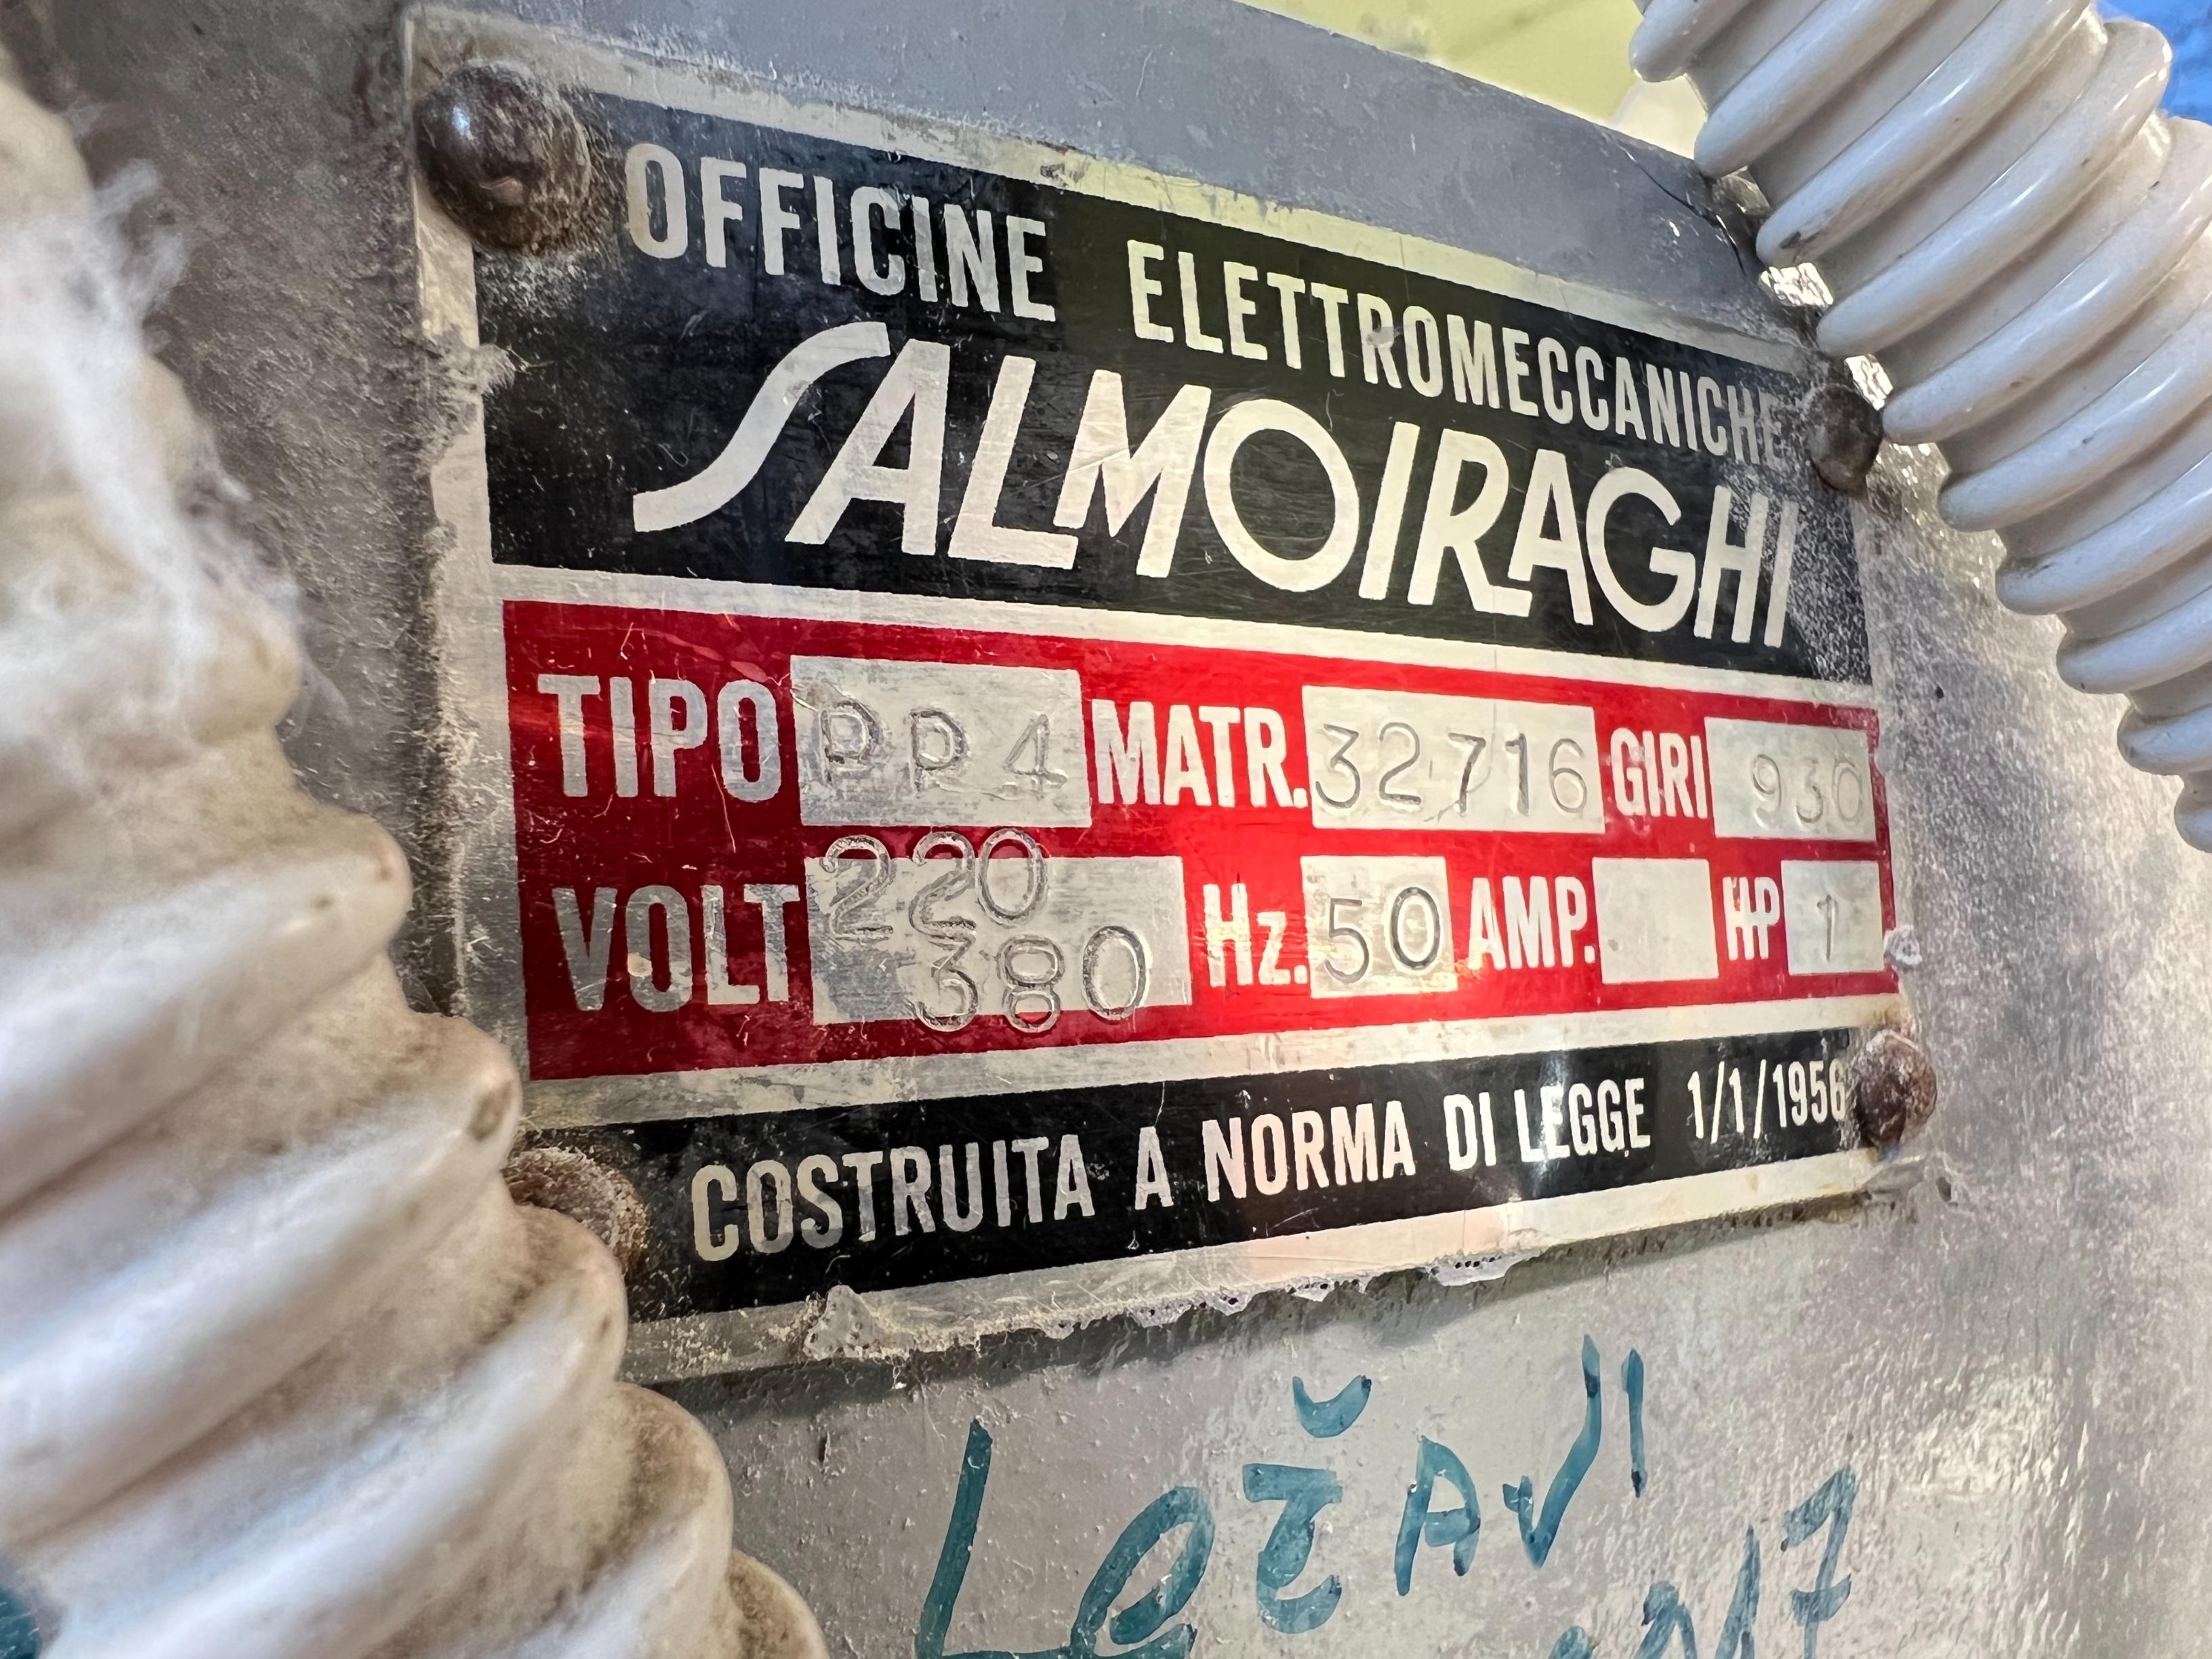 OFFICINE ELETTROMECCANICHE
SALMOIRAGHI
TIPO PP4 MATR. 32716 GIRI 930
VOLT 220 380 Hz. 50 AMP. HP 1
COSTRUITA A NORMA DI LEGGE 1/1/1956